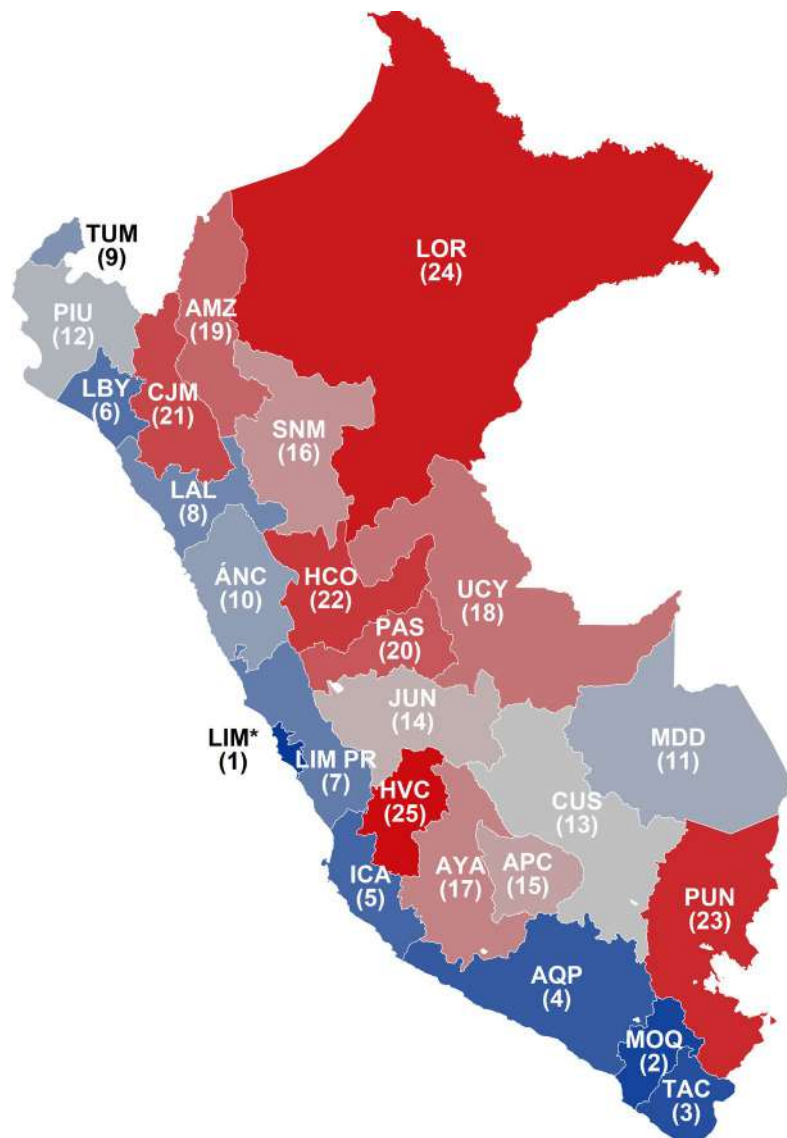 LOR
(24)
TUM
(9)
AMZ
(19)
PIU
(12)
LBY
(6)
CJM
(21)
SNM
(16)
LAL
(8)
ÁNC
(10)
HCO
(22)
UCY
(18)
PAS
(20)
JUN
(14)
LIM*
(1)
LIM PR
(7)
MDD
(11)
HVC
(25)
CUS
(13)
ICA
(5)
AYA
(17)
APC
(15)
PUN
(23)
AQP
(4)
MOQ
(2)
TAC
(3)